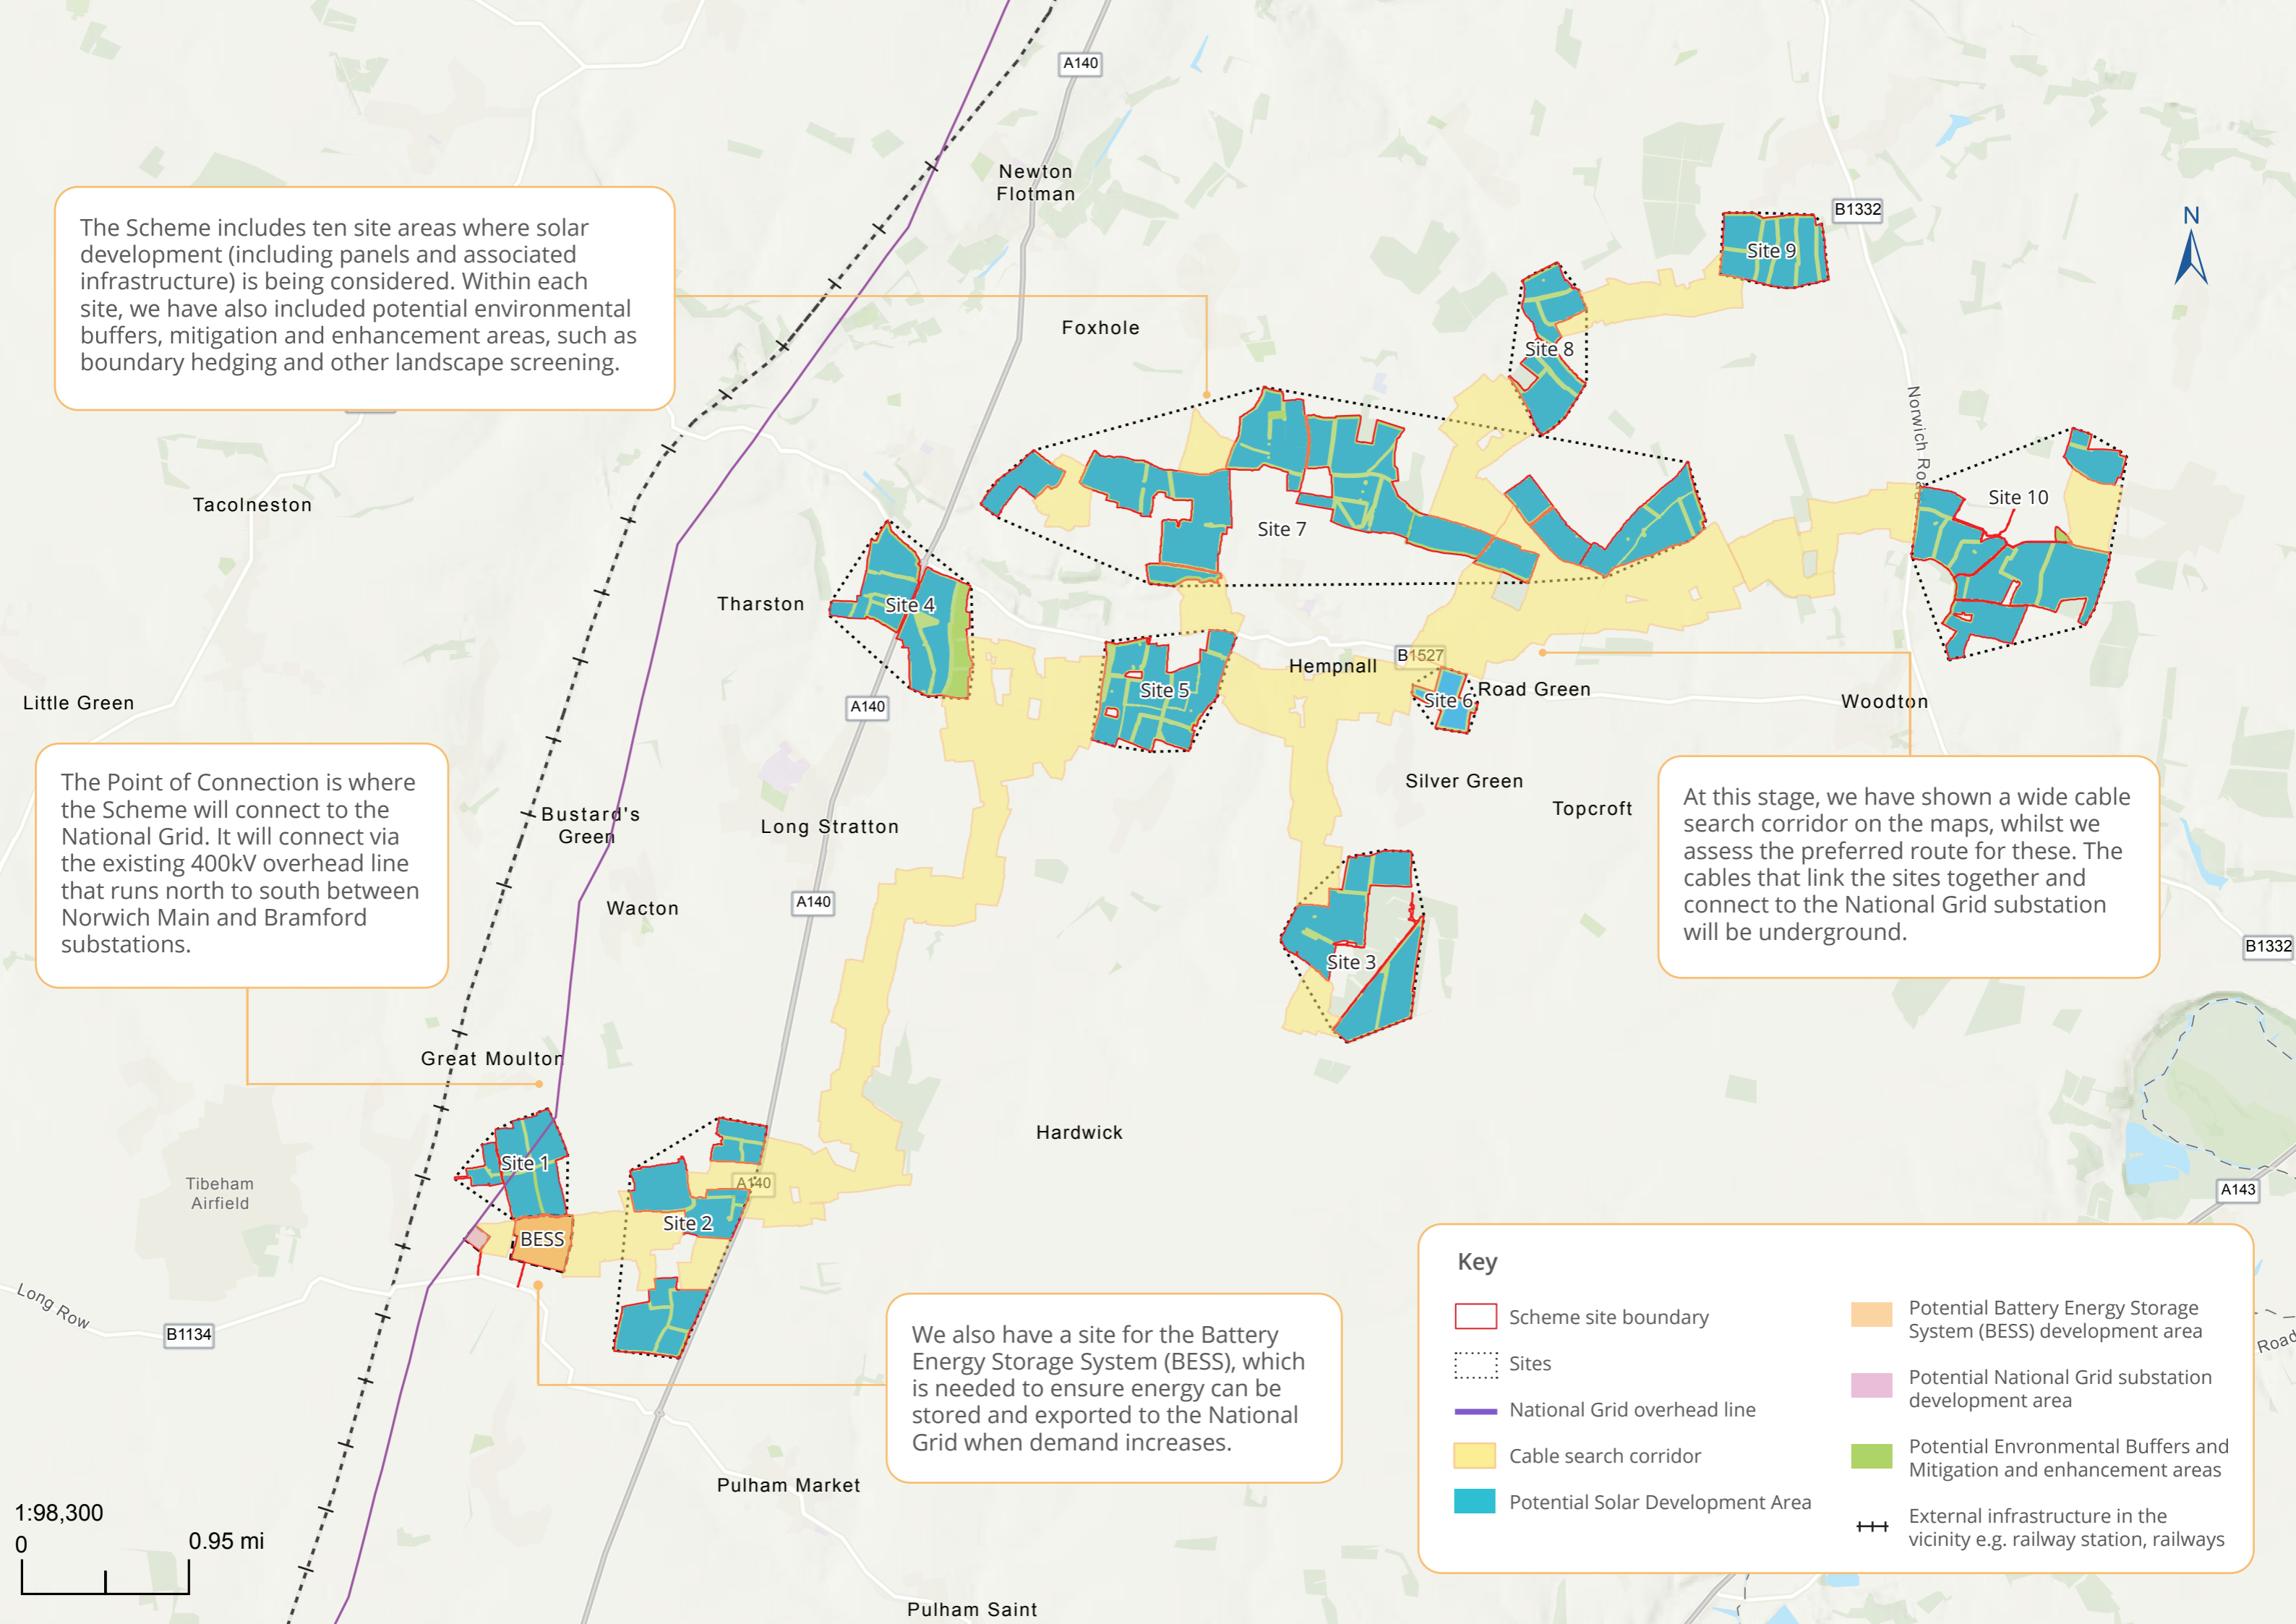 A140
Newton
Flotman
B1332
N
The Scheme includes ten site areas where solar
development (including panels and associated
infrastructure) is being considered. Within each
site, we have also included potential environmental
buffers, mitigation and enhancement areas, such as
boundary hedging and other landscape screening.
Site 9
Foxhole
Site 8
Norwich Road
Tacolneston
Site 10
Site 7
Tharston
Site 4
B1527
Hempnall
Site 5
Site 6
Road Green
Woodton
Little Green
A140
The Point of Connection is where
the Scheme will connect to the
National Grid. It will connect via
the existing 400kV overhead line
that runs north to south between
Norwich Main and Bramford
substations.
Silver Green
Topcroft
Bustard's
Green
Long Stratton
At this stage, we have shown a wide cable
search corridor on the maps, whilst we
assess the preferred route for these. The
cables that link the sites together and
connect to the National Grid substation
will be underground.
Wacton
A140
B1332
Site 3
Great Moulton
Hardwick
Tibeham
Airfield
Site 1
A140
A143
Site 2
BESS
Long Row
B1134
We also have a site for the Battery
Energy Storage System (BESS), which
is needed to ensure energy can be
stored and exported to the National
Grid when demand increases.
Pulham Market
Pulham Saint
Road
1:98,300
0
0.95 mi
Key
Scheme site boundary
Sites
National Grid overhead line
Cable search corridor
Potential Solar Development Area
Potential Battery Energy Storage
System (BESS) development area
Potential National Grid substation
development area
Potential Envronmental Buffers and
Mitigation and enhancement areas
External infrastructure in the
vicinity e.g. railway station, railways